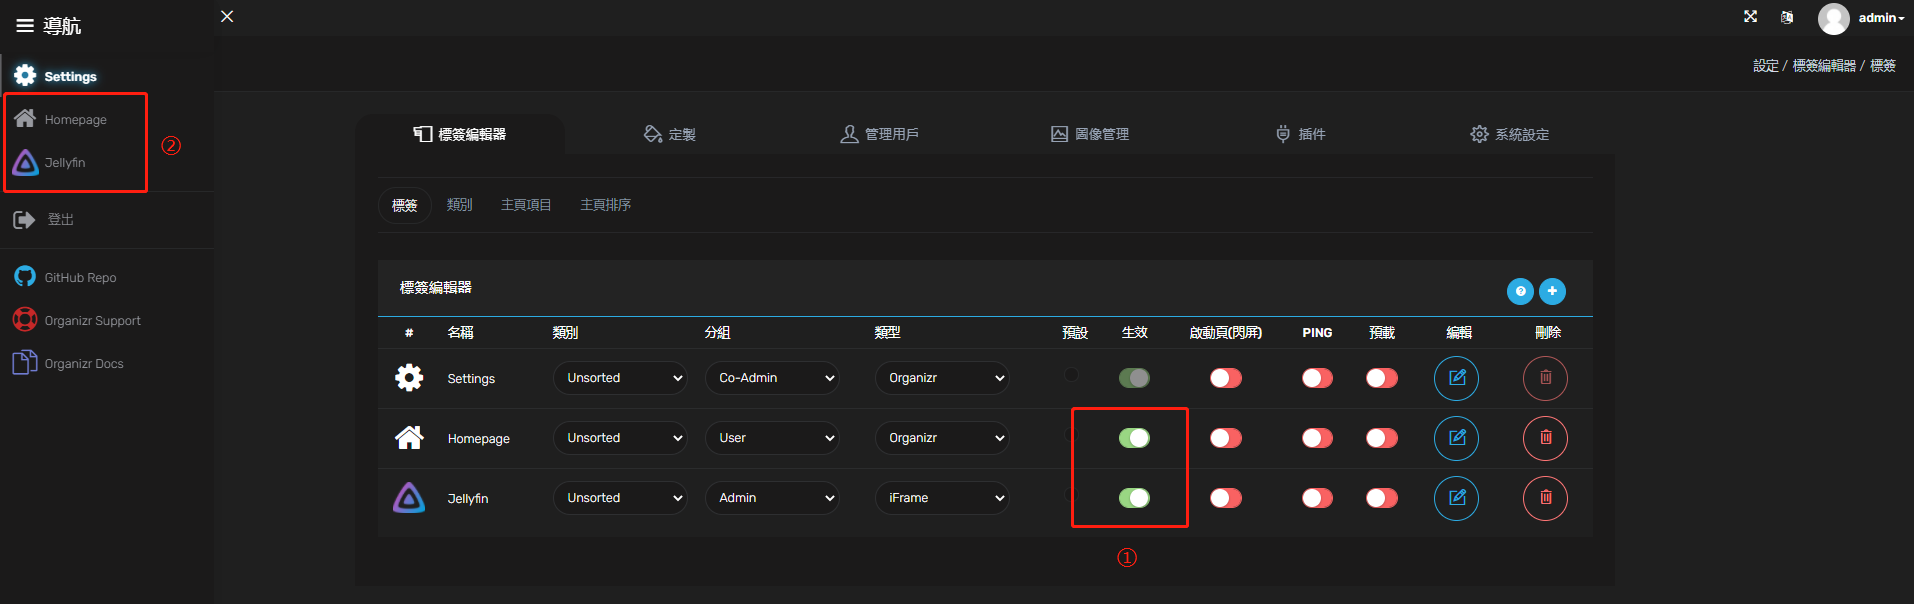 導航
admin
設定 / 標簽編輯器 / 標簽
Settings
Homepage
Jellyfin
②
登出
GitHub Repo
Organizr Support
Organizr Docs
標簽編輯器 定製 管理用戶 圖像管理 插件 系統設定
標簽 類別 主頁項目 主頁排序
標簽編輯器
# 名稱 類別 分組 類型 預設 生效 啟動頁(閃屏) PING 預載 編輯 刪除
Settings Unsorted Co-Admin Organizr
Homepage Unsorted User Organizr
Jellyfin Unsorted Admin iFrame
①